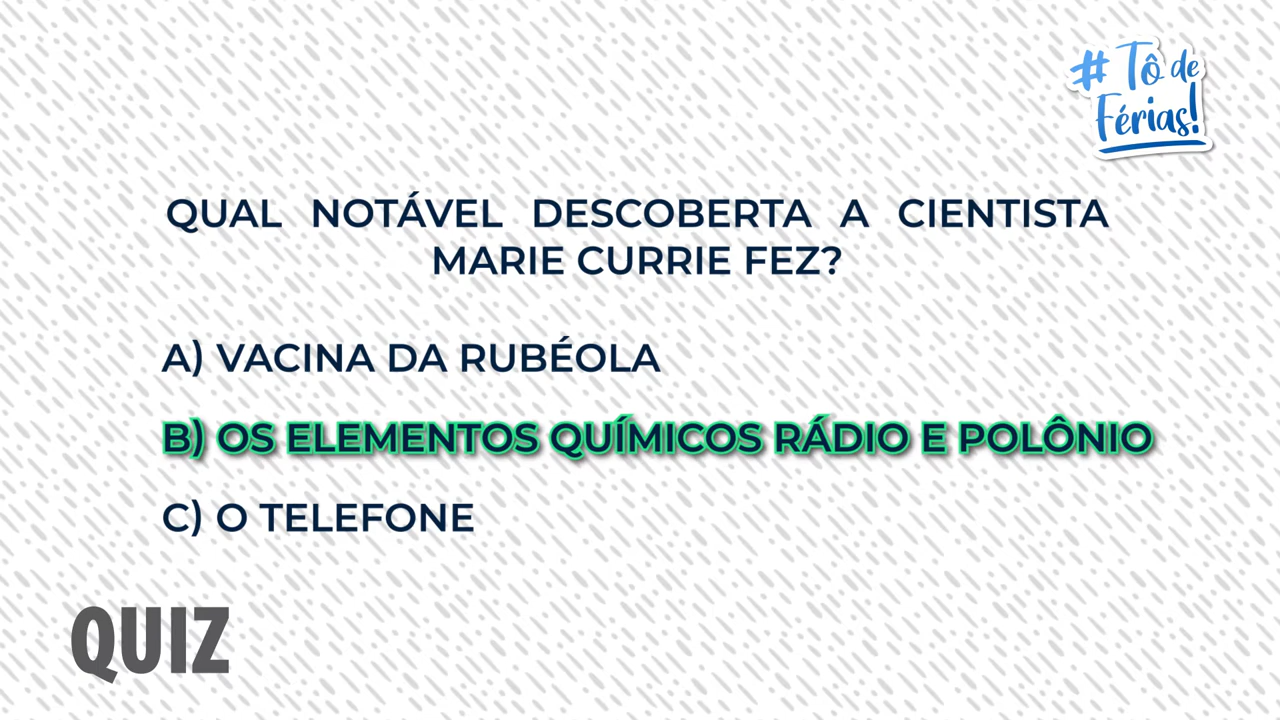 # Tô de
Férias!
QUAL NOTÁVEL DESCOBERTA A CIENTISTA
MARIE CURRIE FEZ?
A) VACINA DA RUBÉOLA
B) OS ELEMENTOS QUÍMICOS RÁDIO E POLÔNIO
C) O TELEFONE
QUIZ